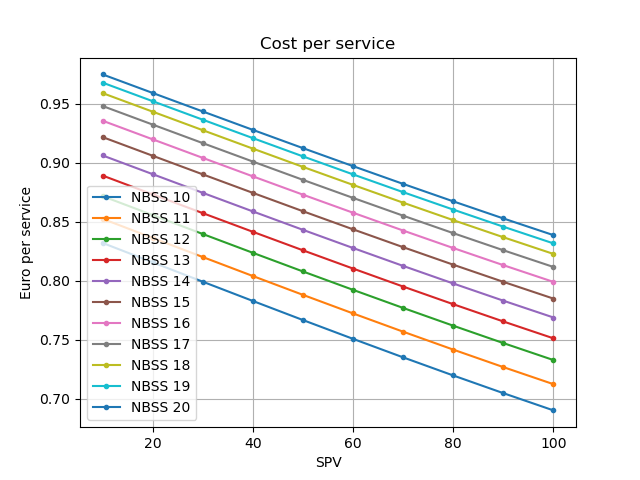 Cost per service
Euro per service
0.95
0.90
0.85
0.80
0.75
0.70
NBSS 10
NBSS 11
NBSS 12
NBSS 13
NBSS 14
NBSS 15
NBSS 16
NBSS 17
NBSS 18
NBSS 19
NBSS 20
20 40 60 80 100
SPV